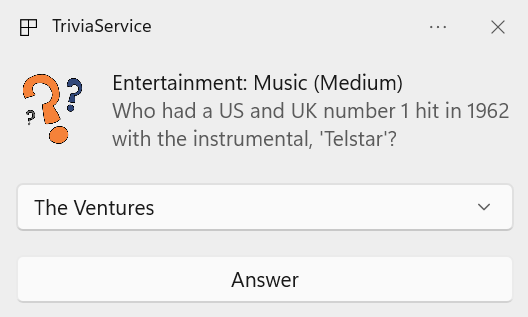 TriviaService
Entertainment: Music (Medium)
Who had a US and UK number 1 hit in 1962
with the instrumental, 'Telstar'?
The Ventures
Answer